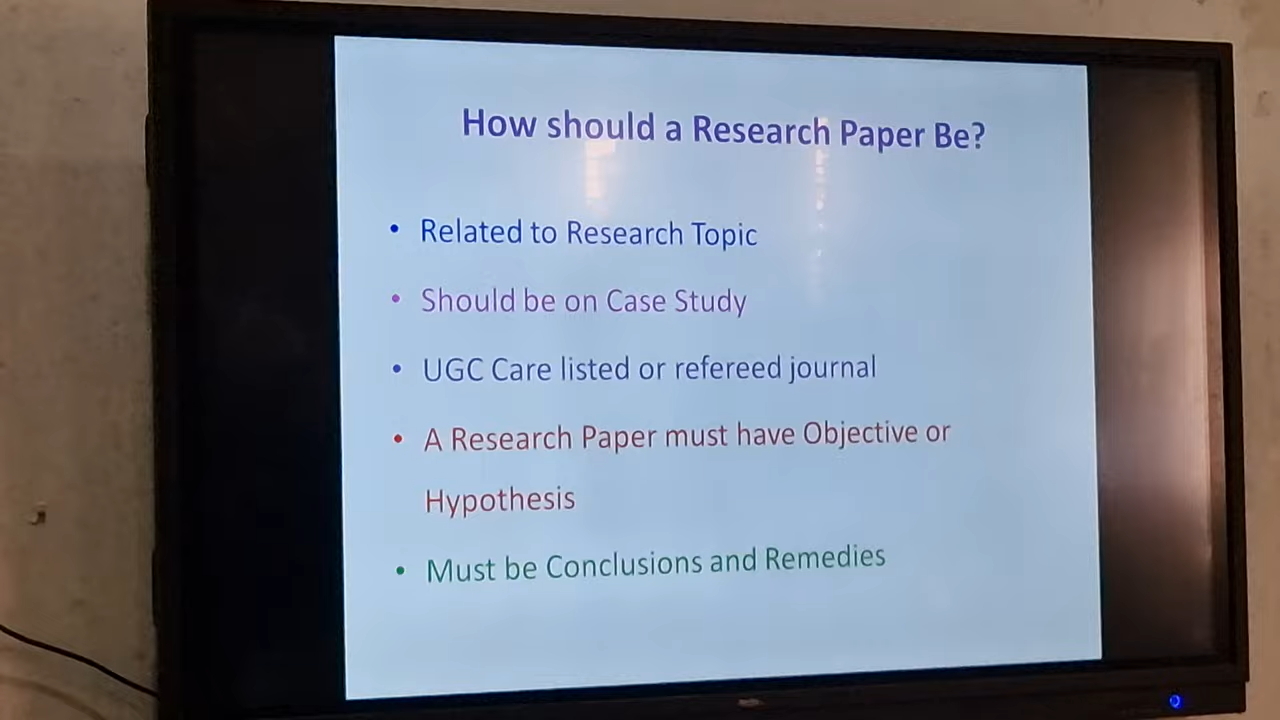 How should a Research Paper Be?
• Related to Research Topic
• Should be on Case Study
• UGC Care listed or refereed journal
• A Research Paper must have Objective or
Hypothesis
• Must be Conclusions and Remedies